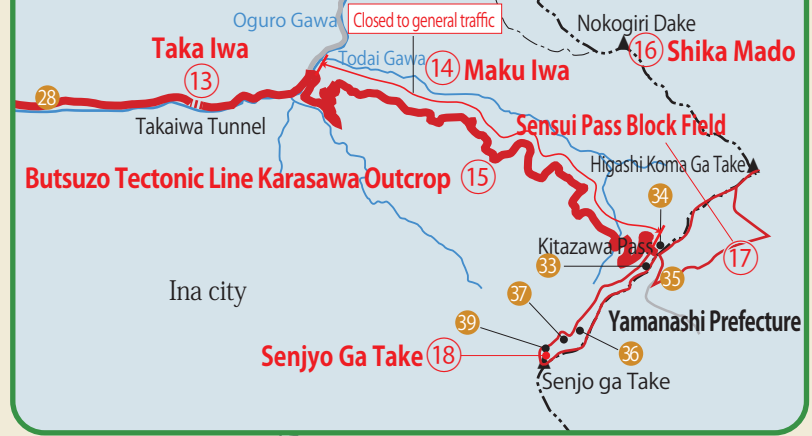 Oguro Gawa
Closed to general traffic
Nokogiri Dake
Taka Iwa
13
Todai Gawa
14 Maku Iwa
16 Shika Mado
28
Takaiwa Tunnel
Sensui Pass Block Field
Higashi Koma Ga Take
Butsuzo Tectonic Line Karasawa Outcrop 15
34
Kitazawa Pass
17
33
35
Ina city
37
39
Yamanashi Prefecture
36
Senjyo Ga Take 18
Senjo ga Take